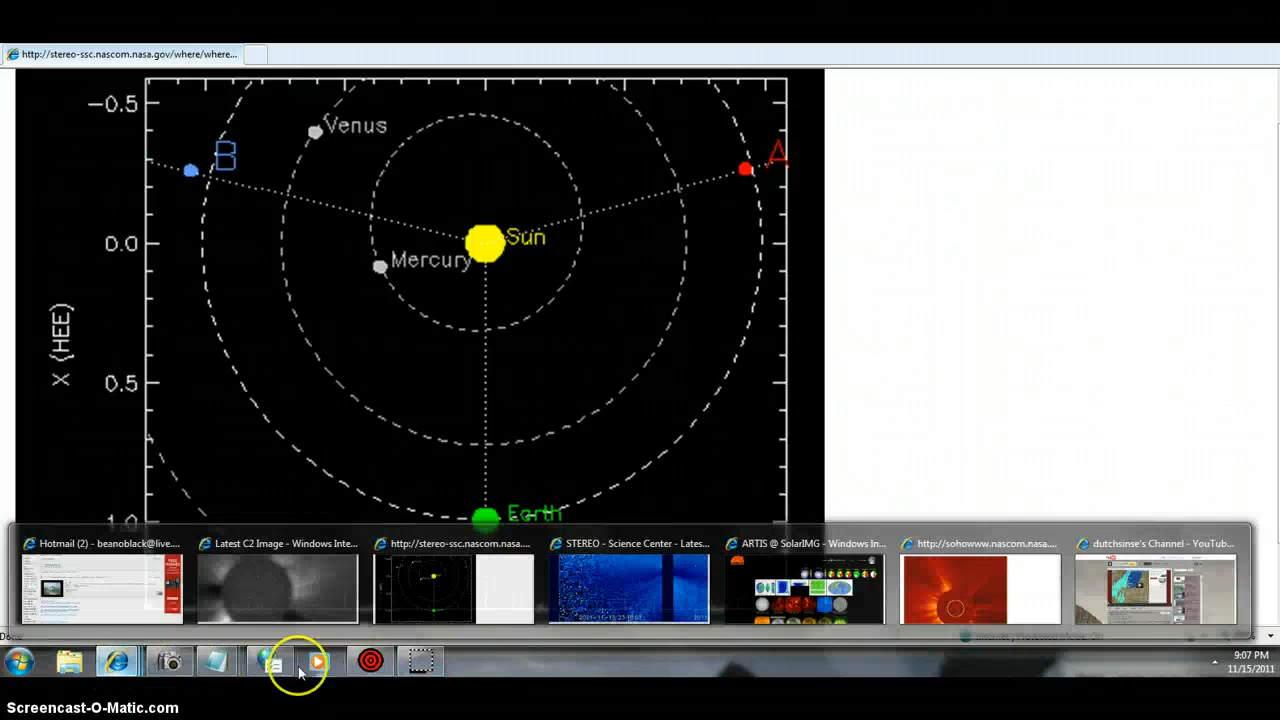 http://stereo-ssc.nascom.nasa.gov/where/where...
-0.5
Venus
B
A
0.0
Sun
Mercury
X (HEE)
0.5
1.0
Earth
Hotmail (2) - beanoblack@live....
Latest C2 Image - Windows Inte...
http://stereo-ssc.nascom.nasa....
STEREO - Science Center - Lates...
ARTIS @ SolarIMG - Windows In...
http://sohowww.nascom.nasa....
dutchsinse's Channel - YouTub...
Done
9:07 PM
11/15/2011
Screencast-O-Matic.com